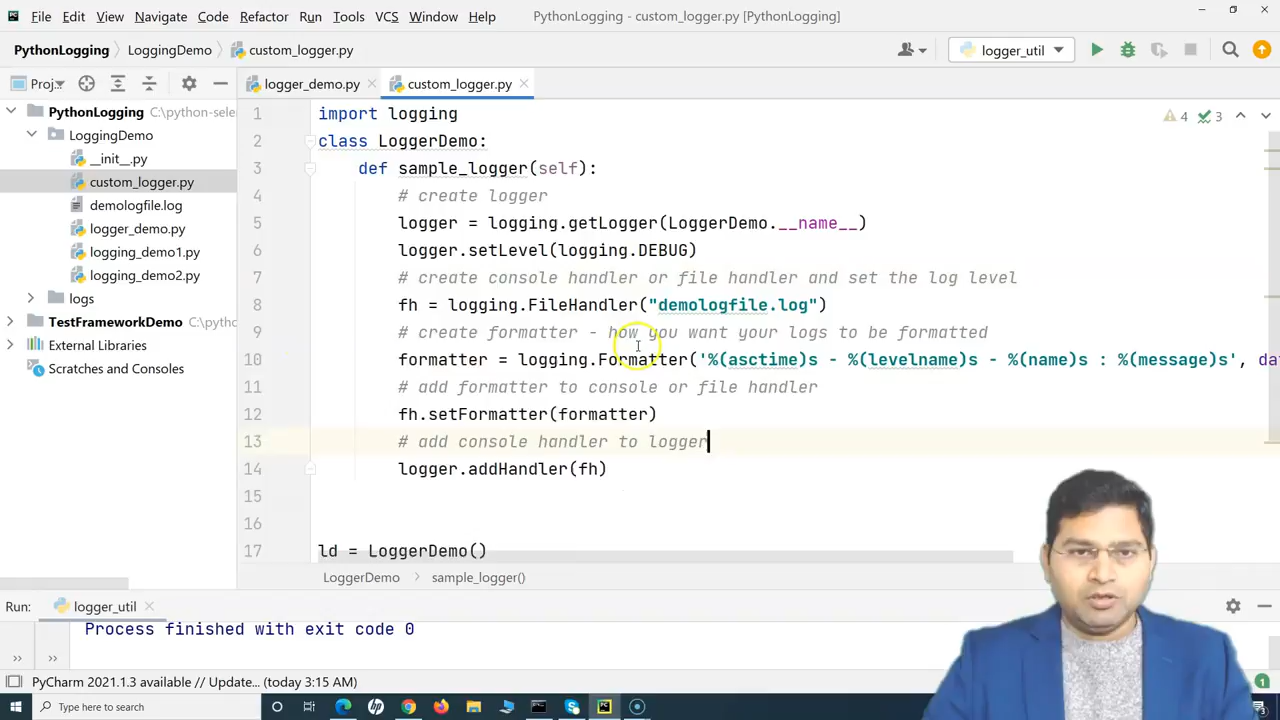 File Edit View Navigate Code Refactor Run Tools VCS Window Help PythonLogging - custom_logger.py [PythonLogging]
PythonLogging LoggingDemo custom_logger.py logger_util
Proj logger_demo.py custom_logger.py
PythonLogging C:\python-sele
LoggingDemo
__init__.py
custom_logger.py
demologfile.log
logger_demo.py
logging_demo1.py
logging_demo2.py
logs
TestFrameworkDemo
External Libraries
Scratches and Consoles
4 3
1 import logging
2 class LoggerDemo:
3 def sample_logger(self):
4 # create logger
5 logger = logging.getLogger(LoggerDemo.__name__)
6 logger.setLevel(logging.DEBUG)
7 # create console handler or file handler and set the log level
8 fh = logging.FileHandler("demologfile.log")
9 # create formatter - how you want your logs to be formatted
10 formatter = logging.Formatter('%(asctime)s - %(levelname)s - %(name)s : %(message)s', da
11 # add formatter to console or file handler
12 fh.setFormatter(formatter)
13 # add console handler to logger
14 logger.addHandler(fh)
15
16
17 ld = LoggerDemo()
LoggerDemo sample_logger()
Run: logger_util
Process finished with exit code 0
PyCharm 2021.1.3 available // Update... (today 3:15 AM)
Type here to search